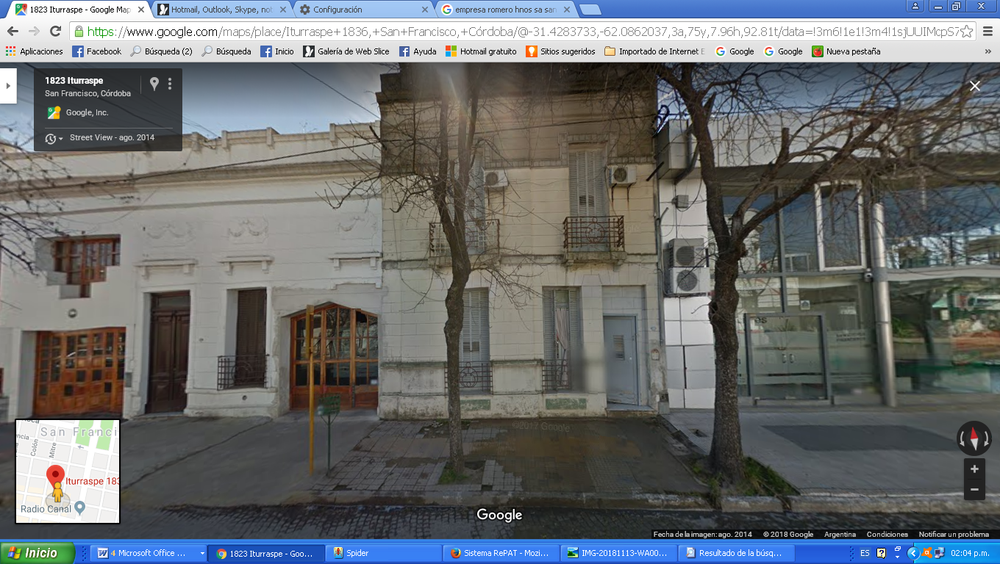 1823 Iturraspe - Google Map
Hotmail, Outlook, Skype, not
Configuración
empresa romero hnos sa san
https://www.google.com/maps/place/Iturraspe+1836,+San+Francisco,+Córdoba/@-31.4283733,-62.0862037,3a,75y,7.96h,92.81t/data=!3m6!1e1!3m4!1sjUUIMcpS7
Aplicaciones
Facebook
Búsqueda (2)
Búsqueda
Inicio
Galería de Web Slice
Ayuda
Hotmail gratuito
Sitios sugeridos
Importado de Internet E
Google
Google
Nueva pestaña
»
1823 Iturraspe
San Francisco, Córdoba
Google, Inc.
Street View - ago. 2014
©2017 Google
San Franci
Colón
Mitre
Iturraspe 183
Radio Canal
Google
Fecha de la imagen: ago. 2014 © 2018 Google Argentina Condiciones Notificar un problema
Inicio
4 Microsoft Office ...
1823 Iturraspe - Goo...
Spider
Sistema RePAT - Mozi...
IMG-20181113-WA00...
Resultado de la búsq...
ES
02:04 p.m.